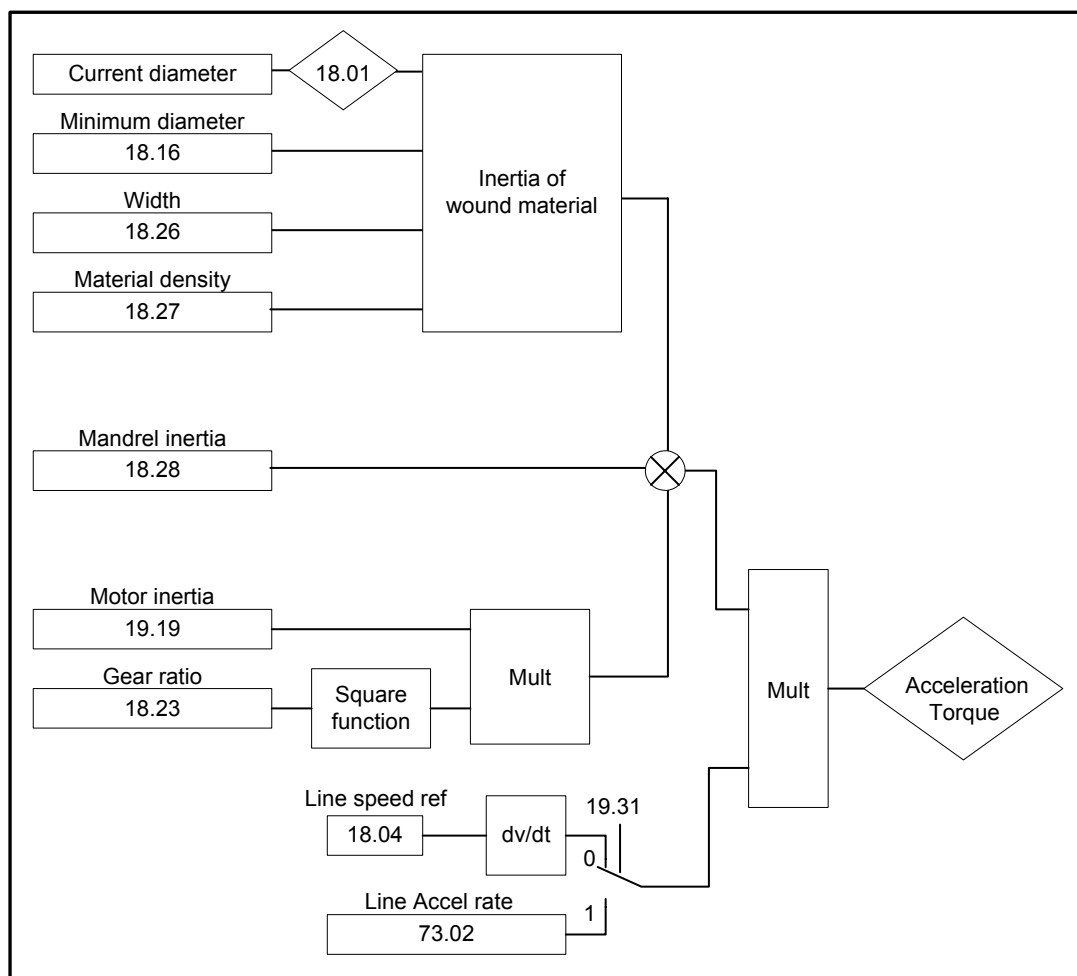 Current diameter
18.01
Minimum diameter
18.16
Width
18.26
Material density
18.27
Inertia of
wound material
Mandrel inertia
18.28
Motor inertia
19.19
Gear ratio
18.23
Square
function
Mult
Mult
Acceleration
Torque
Line speed ref
18.04
dv/dt
19.31
0
1
Line Accel rate
73.02